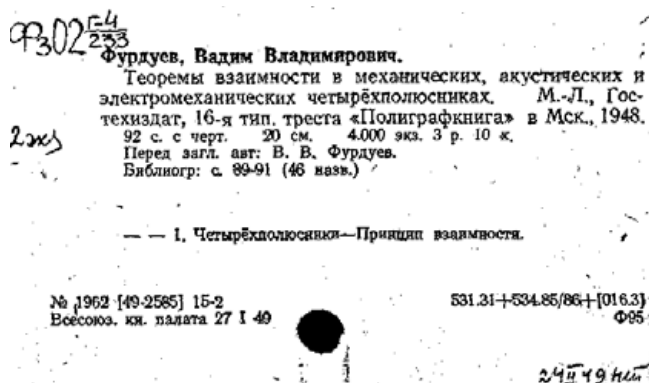 Фз02 Г-4/233
Фурдуев, Вадим Владимирович.
Теоремы взаимности в механических, акустических и
электромеханических четырёхполюсниках. М.-Л., Гос-
техиздат, 16-я тип. треста «Полиграфкнига» в Мск., 1948.
2 экз
92 с. с черт. 20 см. 4.000 экз. 3 р. 10 к.
Перед загл. авт: В. В. Фурдуев.
Библиогр: с. 89-91 (46 назв.)
— — 1. Четырёхполюсники—Принцип взаимности.
№ 1962 [49-2585] 15-2
531.31+534.85/86+[016.3]
Всесоюз. кн. палата 27 I 49
Ф95